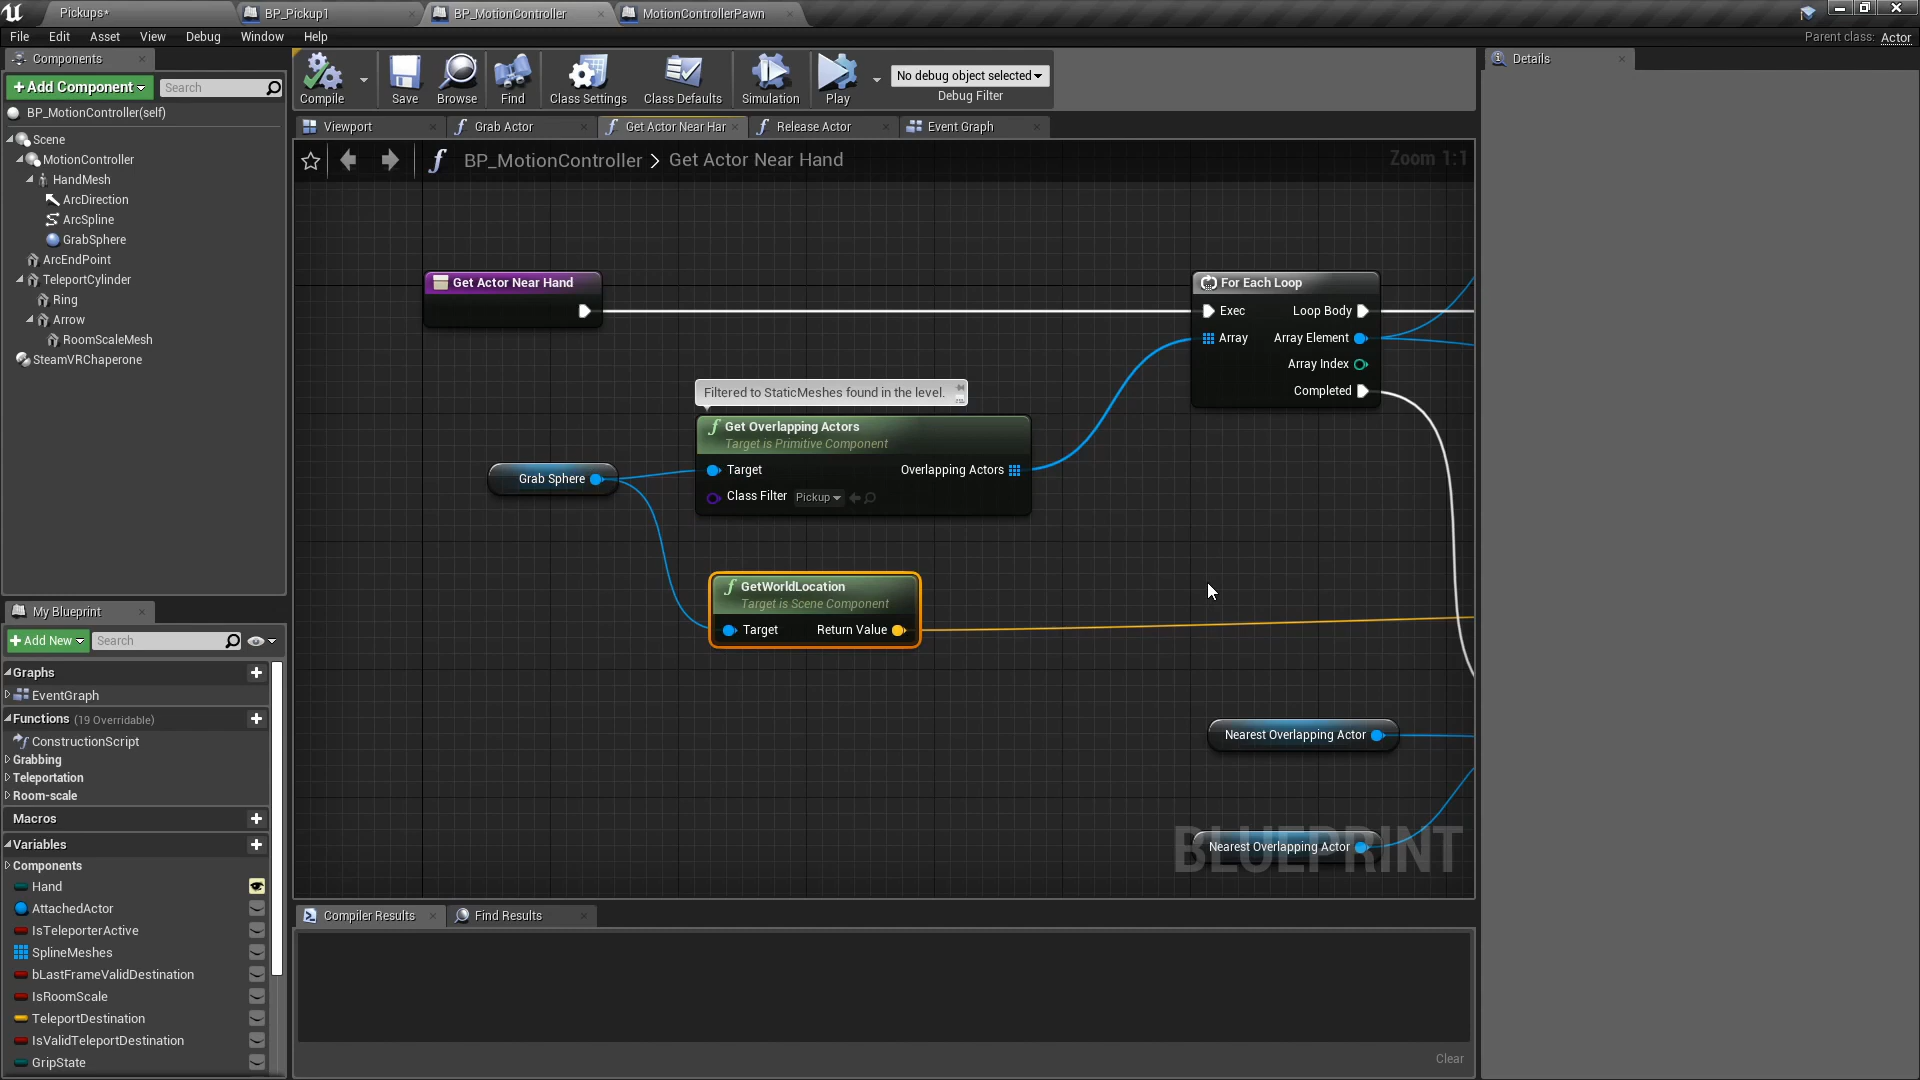 Pickups*
BP_Pickup1
BP_MotionController
MotionControllerPawn
File Edit Asset View Debug Window Help
Parent class: Actor
Components
+Add Component
Search
BP_MotionController(self)
Scene
MotionController
HandMesh
ArcDirection
ArcSpline
GrabSphere
ArcEndPoint
TeleportCylinder
Ring
Arrow
RoomScaleMesh
SteamVRChaperone
My Blueprint
+Add New
Search
Graphs
EventGraph
Functions (19 Overridable)
ConstructionScript
Grabbing
Teleportation
Room-scale
Macros
Variables
Components
Hand
AttachedActor
IsTeleporterActive
SplineMeshes
bLastFrameValidDestination
IsRoomScale
TeleportDestination
IsValidTeleportDestination
GripState
Compile
Save
Browse
Find
Class Settings
Class Defaults
Simulation
Play
No debug object selected
Debug Filter
Viewport
Grab Actor
Get Actor Near Har
Release Actor
Event Graph
BP_MotionController > Get Actor Near Hand
Zoom 1:1
Get Actor Near Hand
For Each Loop
Exec Loop Body
Array Array Element
Array Index
Completed
Filtered to StaticMeshes found in the level.
Get Overlapping Actors
Target is Primitive Component
Target Overlapping Actors
Class Filter Pickup
Grab Sphere
GetWorldLocation
Target is Scene Component
Target Return Value
Nearest Overlapping Actor
Nearest Overlapping Actor
BLUEPRINT
Compiler Results
Find Results
Clear
Details